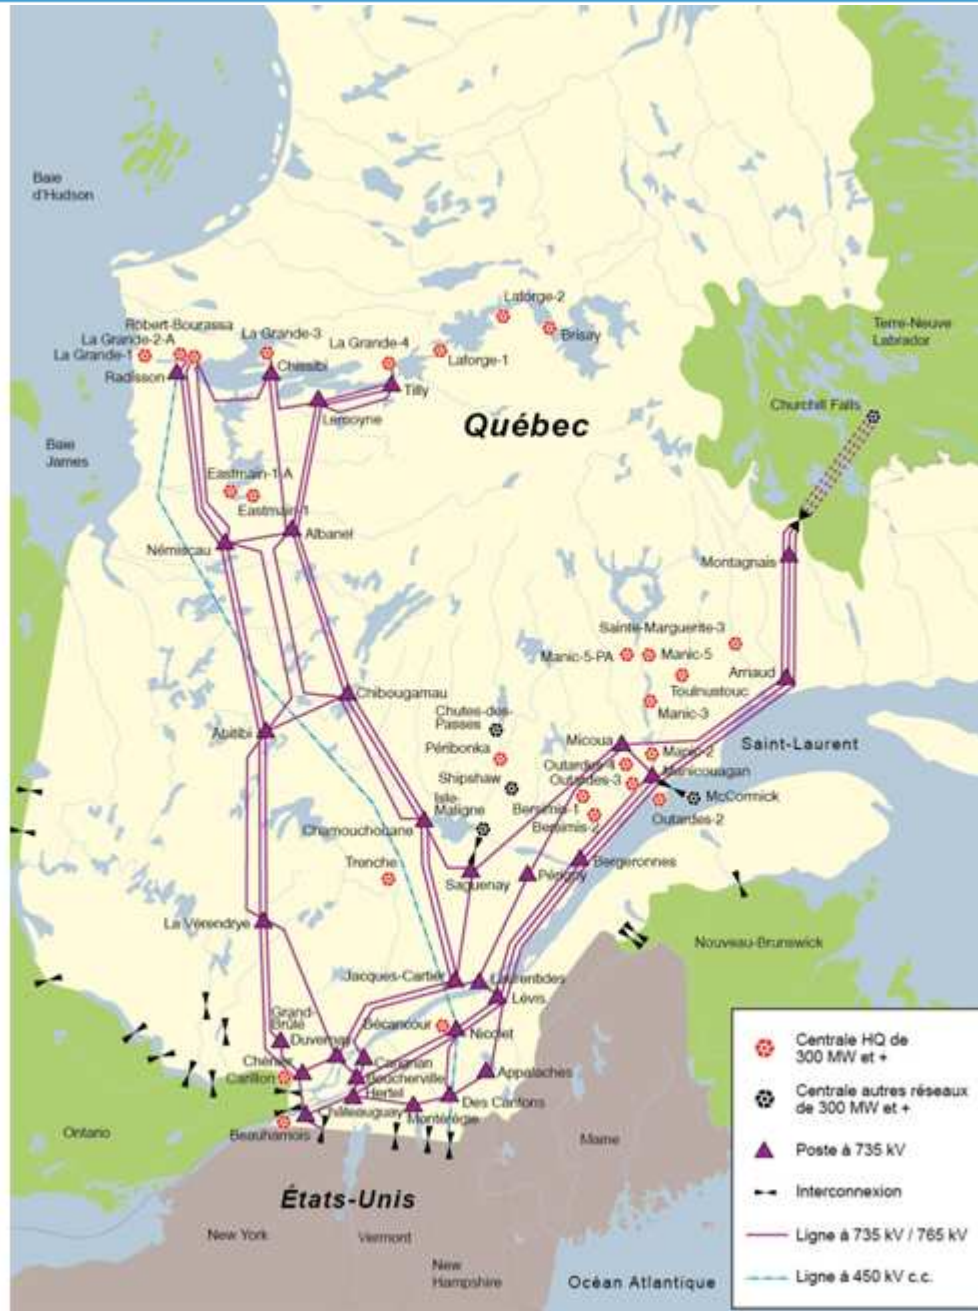 Baie
d'Hudson
Laforge-2
Brisay
Terre-Neuve
Labrador
Robert-Bourassa
La Grande-2-A
La Grande-1
La Grande-3
La Grande-4
Laforge-1
Radisson
Chissibi
Tilly
Lemoyne
Churchill Falls
Québec
Baie
James
Eastmain-1-A
Eastmain-1
Albanel
Némiscau
Montagnais
Sainte-Marguerite-3
Manic-5-PA
Manic-5
Arnaud
Toulnustouc
Chibougamau
Manic-3
Chutes-des-
Passes
Abitibi
Micoua
Manic-2
Saint-Laurent
Péribonka
Outardes-4
Manicouagan
Shipshaw
Outardes-3
McCormick
Isle-
Maligne
Bersimis-1
Bersimis-2
Outardes-2
Chamouchouane
Trenche
Saguenay
Périgny
Bergeronnes
La Vérendrye
Nouveau-Brunswick
Jacques-Cartier
Laurentides
Lévis
Grand-
Brûlé
Duvernay
Bécancour
Nicolet
Chénier
Carignan
Carillon
Boucherville
Appalaches
Hertel
Châteauguay
Des Cantons
Montérégie
Beauharnois
Ontario
Maine
États-Unis
New York
Vermont
New
Hampshire
Océan Atlantique
Centrale HQ de
300 MW et +
Centrale autres réseaux
de 300 MW et +
Poste à 735 kV
Interconnexion
Ligne à 735 kV / 765 kV
Ligne à 450 kV c.c.